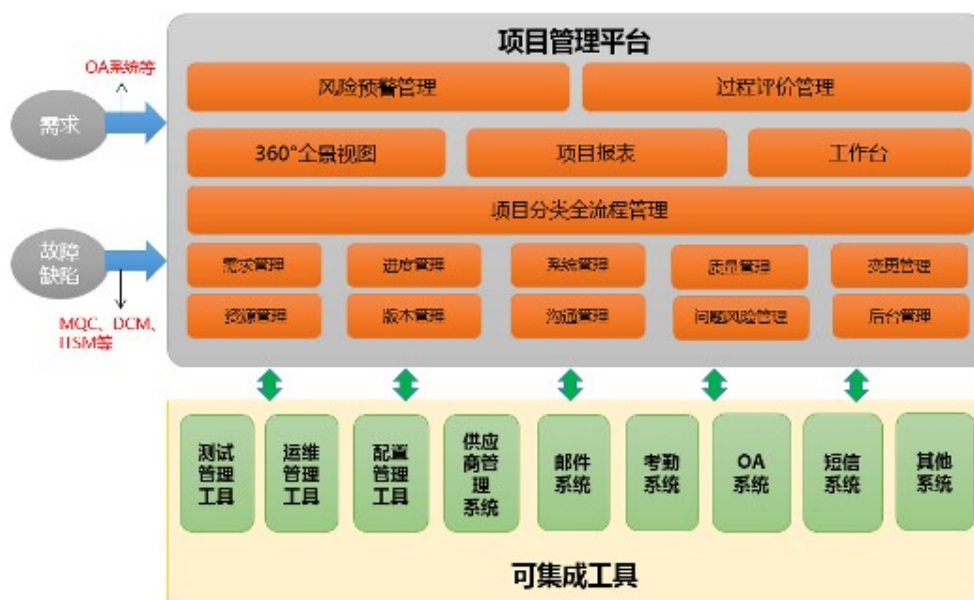 项目管理平台
OA系统等
风险预警管理
过程评价管理
需求
360°全景视图
项目报表
工作台
项目分类全流程管理
故障
缺陷
需求管理
进度管理
系统管理
质量管理
变更管理
MQC、DCM、
ITSM等
资源管理
版本管理
沟通管理
问题风险管理
后台管理
测试
管理
工具
运维
管理
工具
配置
管理
工具
供应
商管
理
系统
邮件
系统
考勤
系统
OA
系统
短信
系统
其他
系统
可集成工具